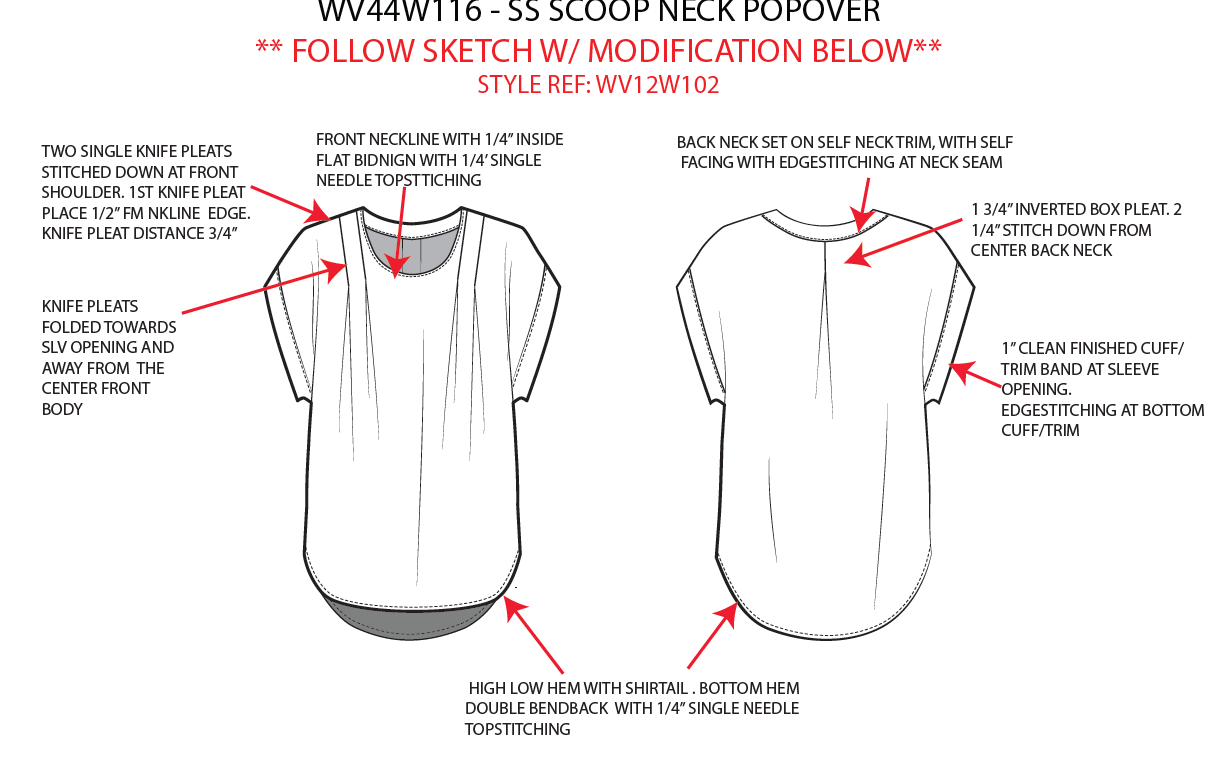 WV44W116 - SS SCOOP NECK POPOVER
** FOLLOW SKETCH W/ MODIFICATION BELOW**
STYLE REF: WV12W102
TWO SINGLE KNIFE PLEATS
STITCHED DOWN AT FRONT
SHOULDER. 1ST KNIFE PLEAT
PLACE 1/2” FM NKLINE EDGE.
KNIFE PLEAT DISTANCE 3/4”
FRONT NECKLINE WITH 1/4” INSIDE
FLAT BIDNIGN WITH 1/4’ SINGLE
NEEDLE TOPSTTICHING
BACK NECK SET ON SELF NECK TRIM, WITH SELF
FACING WITH EDGESTITCHING AT NECK SEAM
1 3/4” INVERTED BOX PLEAT. 2
1/4” STITCH DOWN FROM
CENTER BACK NECK
KNIFE PLEATS
FOLDED TOWARDS
SLV OPENING AND
AWAY FROM THE
CENTER FRONT
BODY
1” CLEAN FINISHED CUFF/
TRIM BAND AT SLEEVE
OPENING.
EDGESTITCHING AT BOTTOM
CUFF/TRIM
HIGH LOW HEM WITH SHIRTAIL . BOTTOM HEM
DOUBLE BENDBACK WITH 1/4” SINGLE NEEDLE
TOPSTITCHING